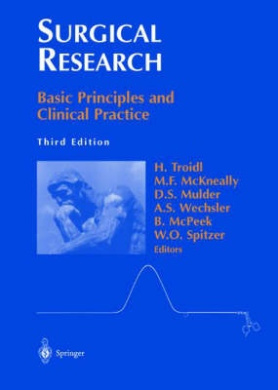 SURGICAL
RESEARCH
Basic Principles and
Clinical Practice
Third Edition
H. Troidl
M.F. McKneally
D.S. Mulder
A.S. Wechsler
B. McPeek
W.O. Spitzer
Editors
Springer